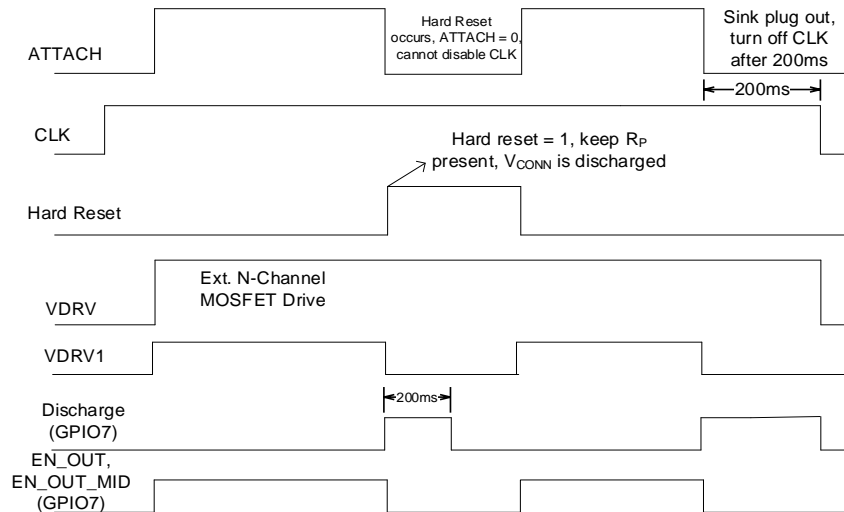 Hard Reset
occurs, ATTACH = 0,
cannot disable CLK
Sink plug out,
turn off CLK
after 200ms
ATTACH
200ms
CLK
Hard reset = 1, keep RP
present, VCONN is discharged
Hard Reset
Ext. N-Channel
MOSFET Drive
VDRV
VDRV1
200ms
Discharge
(GPIO7)
EN_OUT,
EN_OUT_MID
(GPIO7)